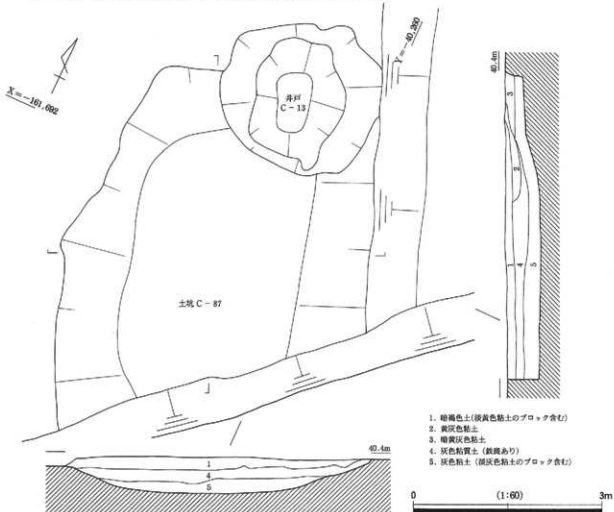 Y=-40,260
X=-161,692
井戸
C-13
40.4m
3
2
1
4
5
土坑 C-87
1. 暗褐色土(淡黄色粘土のブロック含む)
2. 黄灰色粘土
3. 暗黄灰色粘土
4. 灰色粘質土 (鉄斑あり)
5. 灰色粘土 (淡灰色粘土のブロック含む)
40.4m
1
4
5
0 (1:60) 3m